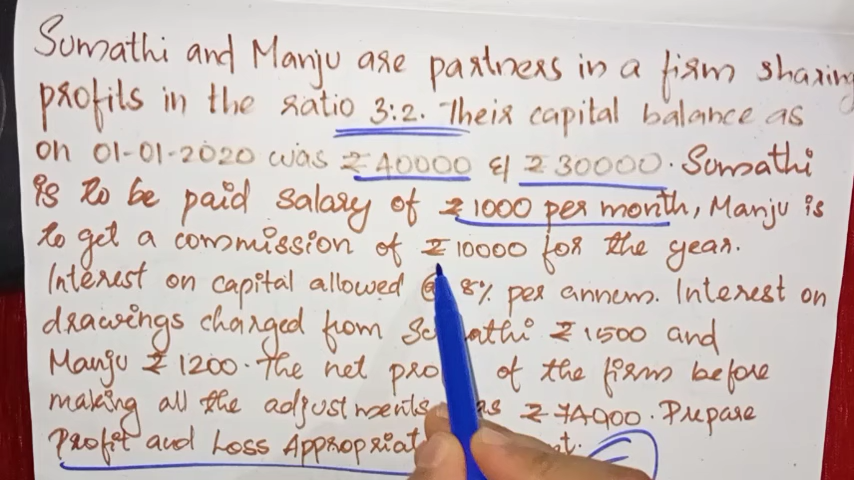 Sumathi and Manju are partners in a firm sharing
profits in the ratio 3:2. Their capital balance as
on 01-01-2020 was ₹40000 & ₹30000. Sumathi
is to be paid salary of ₹1000 per month, Manju is
to get a commission of ₹10000 for the year.
Interest on capital allowed @ 8% per annum. Interest on
drawings charged from ₹1500 and
Manju ₹1200. The net of the firm before
making all the adjustments ₹ Prepare
Profit and Loss